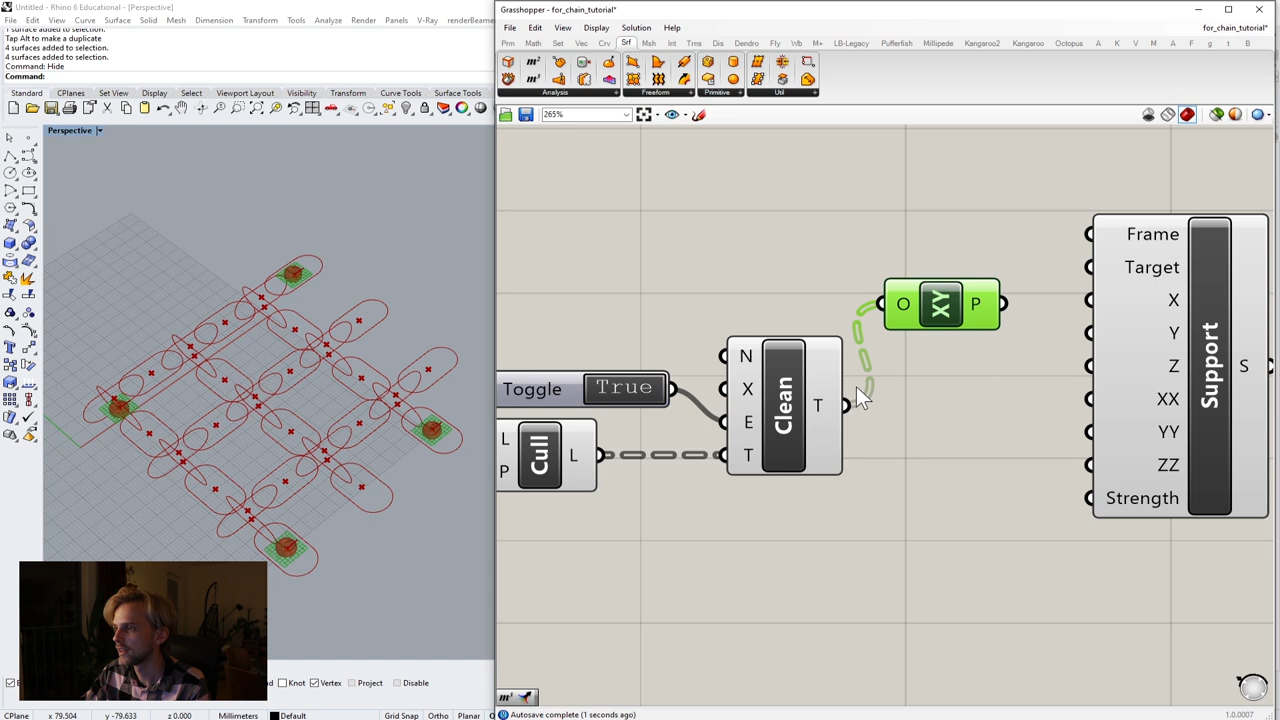 Untitled - Rhino 6 Educational - [Perspective]
File Edit View Curve Surface Solid Mesh Dimension Transform Tools Analyze Render Panels V-Ray
1 surface added to selection.
Tap Alt to make a duplicate
4 surfaces added to selection.
4 surfaces added to selection.
Command: Hide
Command:
Standard CPlanes Set View Display Select Viewport Layout Visibility Transform Curve Tools Surface Tools
Perspective
Knot Vertex Project Disable
CPlane x 79.504 y -79.633 z 0.000 Millimeters Default Grid Snap Ortho Planar
Grasshopper - for_chain_tutorial*
File Edit View Display Solution Help for_chain_tutorial*
Prm Math Set Vec Crv Srf Msh Int Trns Dis Dendro Fly Wb M+ LB-Legacy Pufferfish Millipede Kangaroo2 Kangaroo Octopus A K V M A F g t B
m² m³
Analysis Freeform Primitive Util
265%
O XY P
Toggle True
L P Cull L
N X E T Clean T
Frame
Target
X
Y
Z
XX
YY
ZZ
Strength
Support
S
m³
Autosave complete (1 seconds ago) 1.0.0007